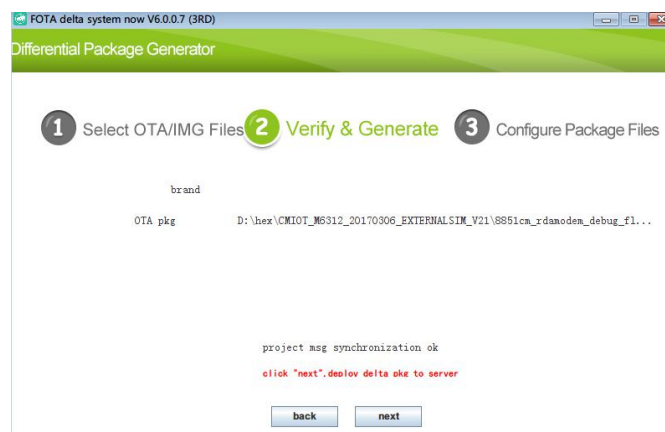 FOTA delta system now V6.0.0.7 (3RD)
Differential Package Generator
1 Select OTA/IMG Files 2 Verify & Generate 3 Configure Package Files
brand
OTA pkg D:\hex\CMIOT_M6312_20170306_EXTERNALSIM_V21\8851cm_rdamodem_debug_fl...
project msg synchronization ok
click "next".deploy delta pkg to server
back next